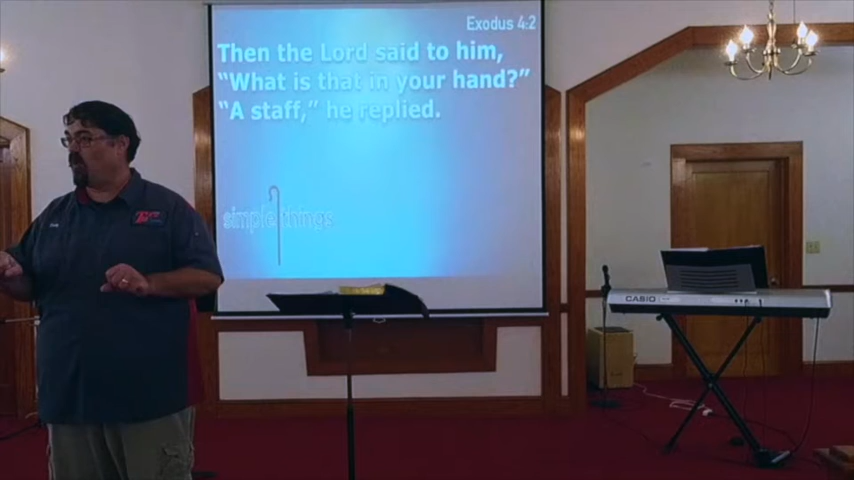 Exodus 4:2
Then the Lord said to him,
“What is that in your hand?”
“A staff,” he replied.
simple things
CASIO